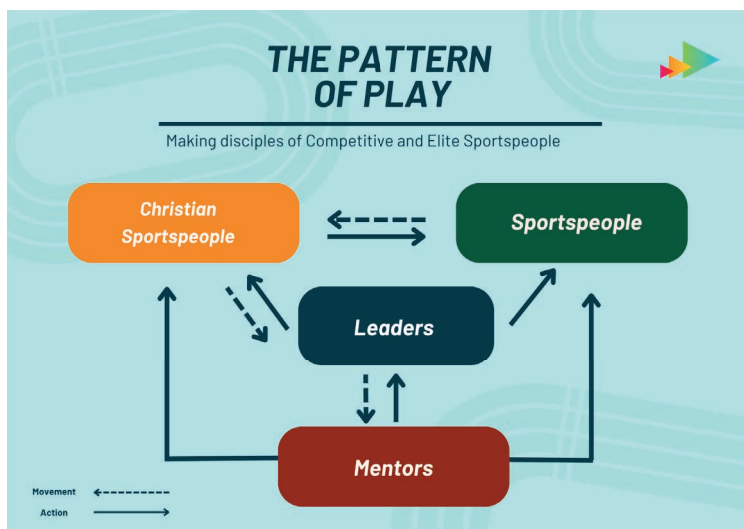 THE PATTERN
OF PLAY
Making disciples of Competitive and Elite Sportspeople
Christian
Sportspeople
Sportspeople
Leaders
Mentors
Movement
Action